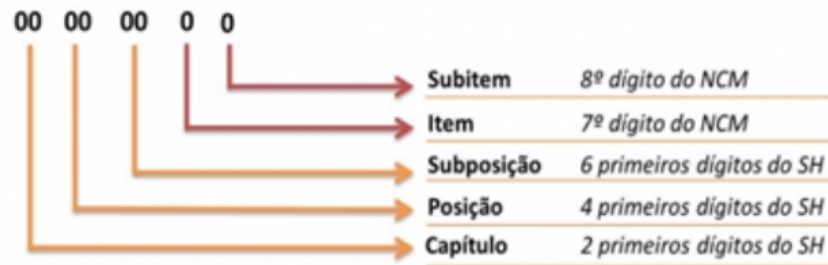 00 00 00 0 0
Subitem 8º dígito do NCM
Item 7º dígito do NCM
Subposição 6 primeiros dígitos do SH
Posição 4 primeiros dígitos do SH
Capítulo 2 primeiros dígitos do SH